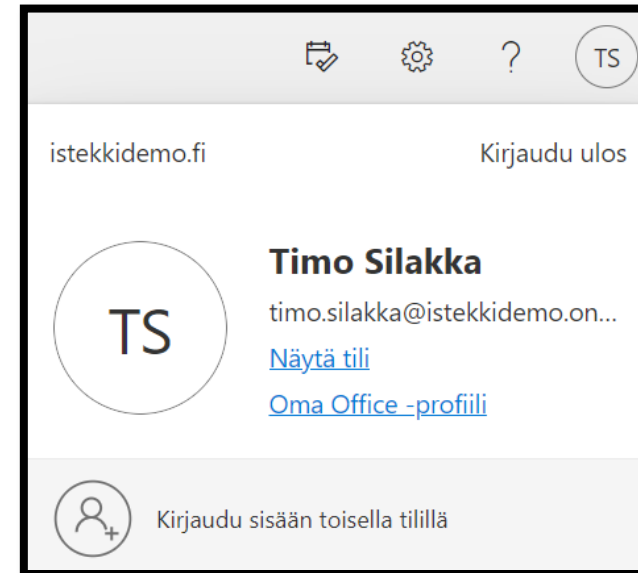 ? TS
istekkidemo.fi Kirjaudu ulos
TS
Timo Silakka
timo.silakka@istekkidemo.on...
Näytä tili
Oma Office -profiili
Kirjaudu sisään toisella tilillä